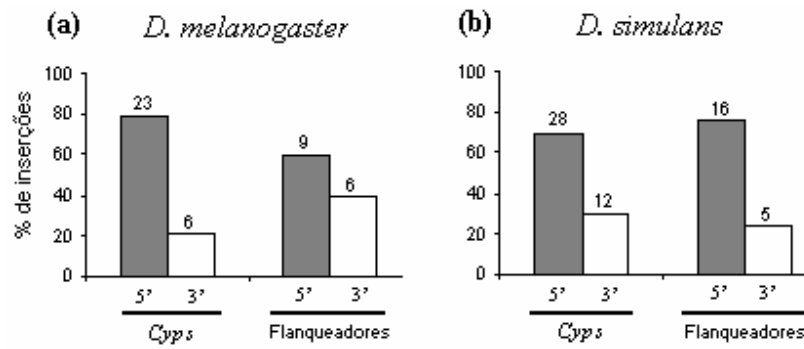 (a) D. melanogaster
100
80
60
40
20
0
% de inserções
23
6
9
6
5’ 3’ 5’ 3’
Cyps Flanqueadores
(b) D. simulans
100
80
60
40
20
0
28
12
16
5
5’ 3’ 5’ 3’
Cyps Flanqueadores